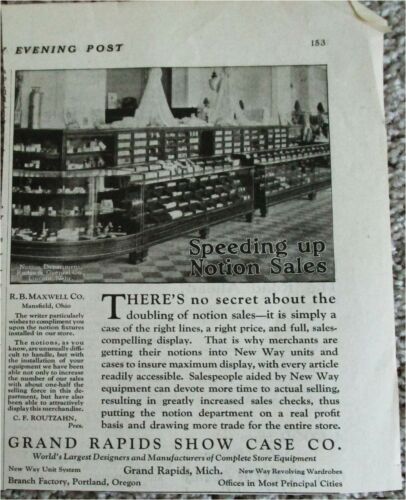 EVENING POST
153
Notion Department,
Lincoln, Nebr.
Speeding up
Notion Sales
R. B. MAXWELL CO.
Mansfield, Ohio
The writer particularly
wishes to compliment you
upon the notion fixtures
installed in our store.
The notions, as you
know, are unusually diffi-
cult to handle, but with
the installation of your
equipment we have been
able not only to increase
the number of our sales
with about one-half the
selling force in this de-
partment, but have also
been able to attractively
display this merchandise.
C. F. ROUTZAHN,
Pres.
THERE'S no secret about the
doubling of notion sales—it is simply a
case of the right lines, a right price, and full, sales-
compelling display. That is why merchants are
getting their notions into New Way units and
cases to insure maximum display, with every article
readily accessible. Salespeople aided by New Way
equipment can devote more time to actual selling,
resulting in greatly increased sales checks, thus
putting the notion department on a real profit
basis and drawing more trade for the entire store.
GRAND RAPIDS SHOW CASE CO.
World's Largest Designers and Manufacturers of Complete Store Equipment
New Way Unit System
Grand Rapids, Mich.
New Way Revolving Wardrobes
Branch Factory, Portland, Oregon
Offices in Most Principal Cities